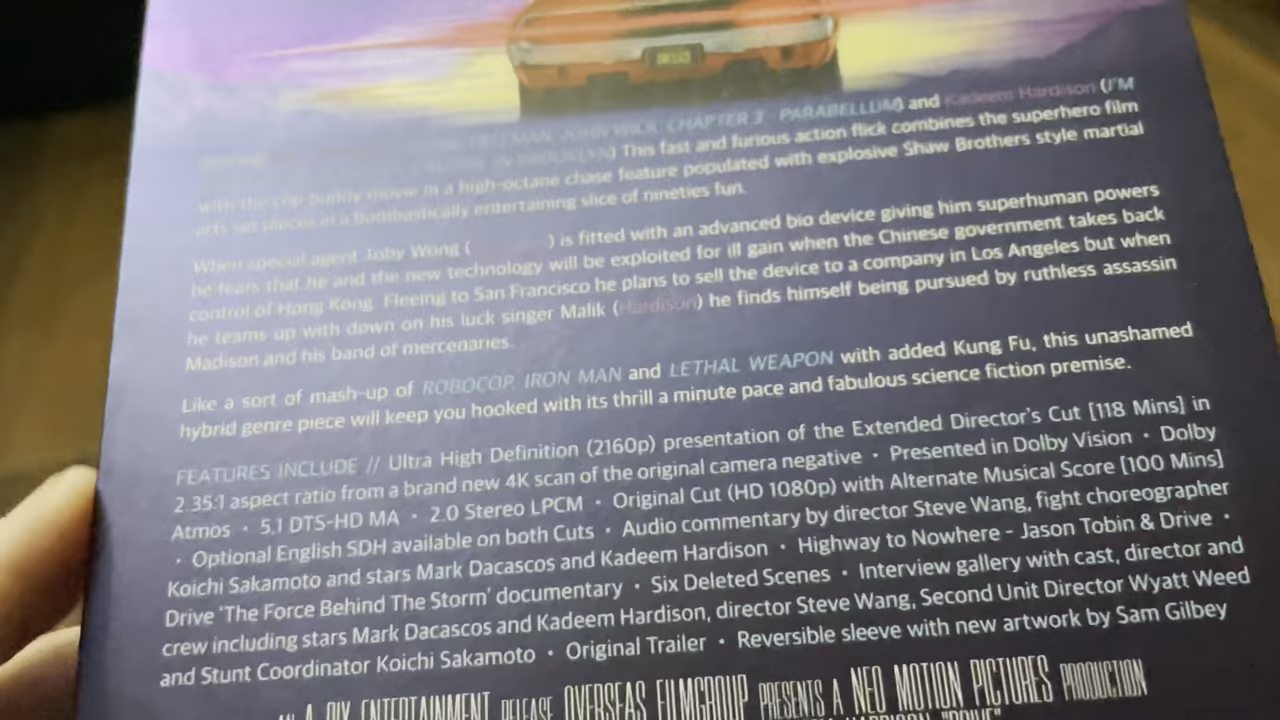 CHAPTER 3 PARABELLUM) and Kadeem Hardison (I'M
IN BROOKLYN) This fast and furious action flick combines the superhero film
with the cop buddy movie in a high-octane chase feature populated with explosive Shaw Brothers style martial
arts set pieces in a bombastically entertaining slice of nineties fun.
When special agent Toby Wong ( ) is fitted with an advanced bio device giving him superhuman powers
he fears that he and the new technology will be exploited for ill gain when the Chinese government takes back
control of Hong Kong. Fleeing to San Francisco he plans to sell the device to a company in Los Angeles but when
he teams up with down on his luck singer Malik (Hardison) he finds himself being pursued by ruthless assassin
Madison and his band of mercenaries.
Like a sort of mash-up of ROBOCOP, IRON MAN and LETHAL WEAPON with added Kung Fu, this unashamed
hybrid genre piece will keep you hooked with its thrill a minute pace and fabulous science fiction premise.
FEATURES INCLUDE // Ultra High Definition (2160p) presentation of the Extended Director's Cut [118 Mins] in
2.35:1 aspect ratio from a brand new 4K scan of the original camera negative • Presented in Dolby Vision • Dolby
Atmos • 5.1 DTS-HD MA • 2.0 Stereo LPCM • Original Cut (HD 1080p) with Alternate Musical Score [100 Mins]
• Optional English SDH available on both Cuts • Audio commentary by director Steve Wang, fight choreographer
Koichi Sakamoto and stars Mark Dacascos and Kadeem Hardison • Highway to Nowhere - Jason Tobin & Drive •
Drive 'The Force Behind The Storm' documentary • Six Deleted Scenes • Interview gallery with cast, director and
crew including stars Mark Dacascos and Kadeem Hardison, director Steve Wang, Second Unit Director Wyatt Weed
and Stunt Coordinator Koichi Sakamoto • Original Trailer • Reversible sleeve with new artwork by Sam Gilbey
ENTERTAINMENT RELEASE OVERSEAS FILMGROUP PRESENTS A NEO MOTION PICTURES PRODUCTION
HARDISON "DRIVE"